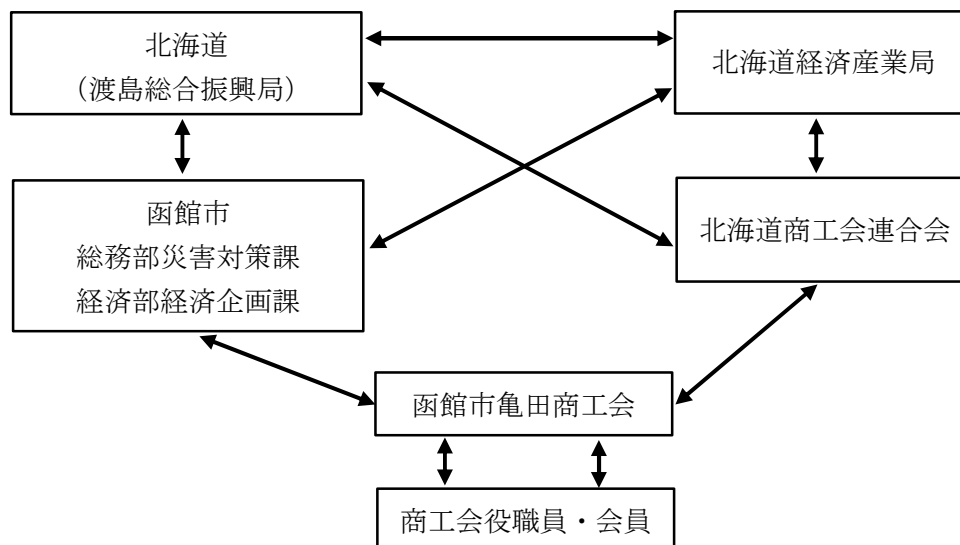 北海道
（渡島総合振興局）
北海道経済産業局
函館市
総務部災害対策課
経済部経済企画課
北海道商工会連合会
函館市亀田商工会
商工会役職員・会員